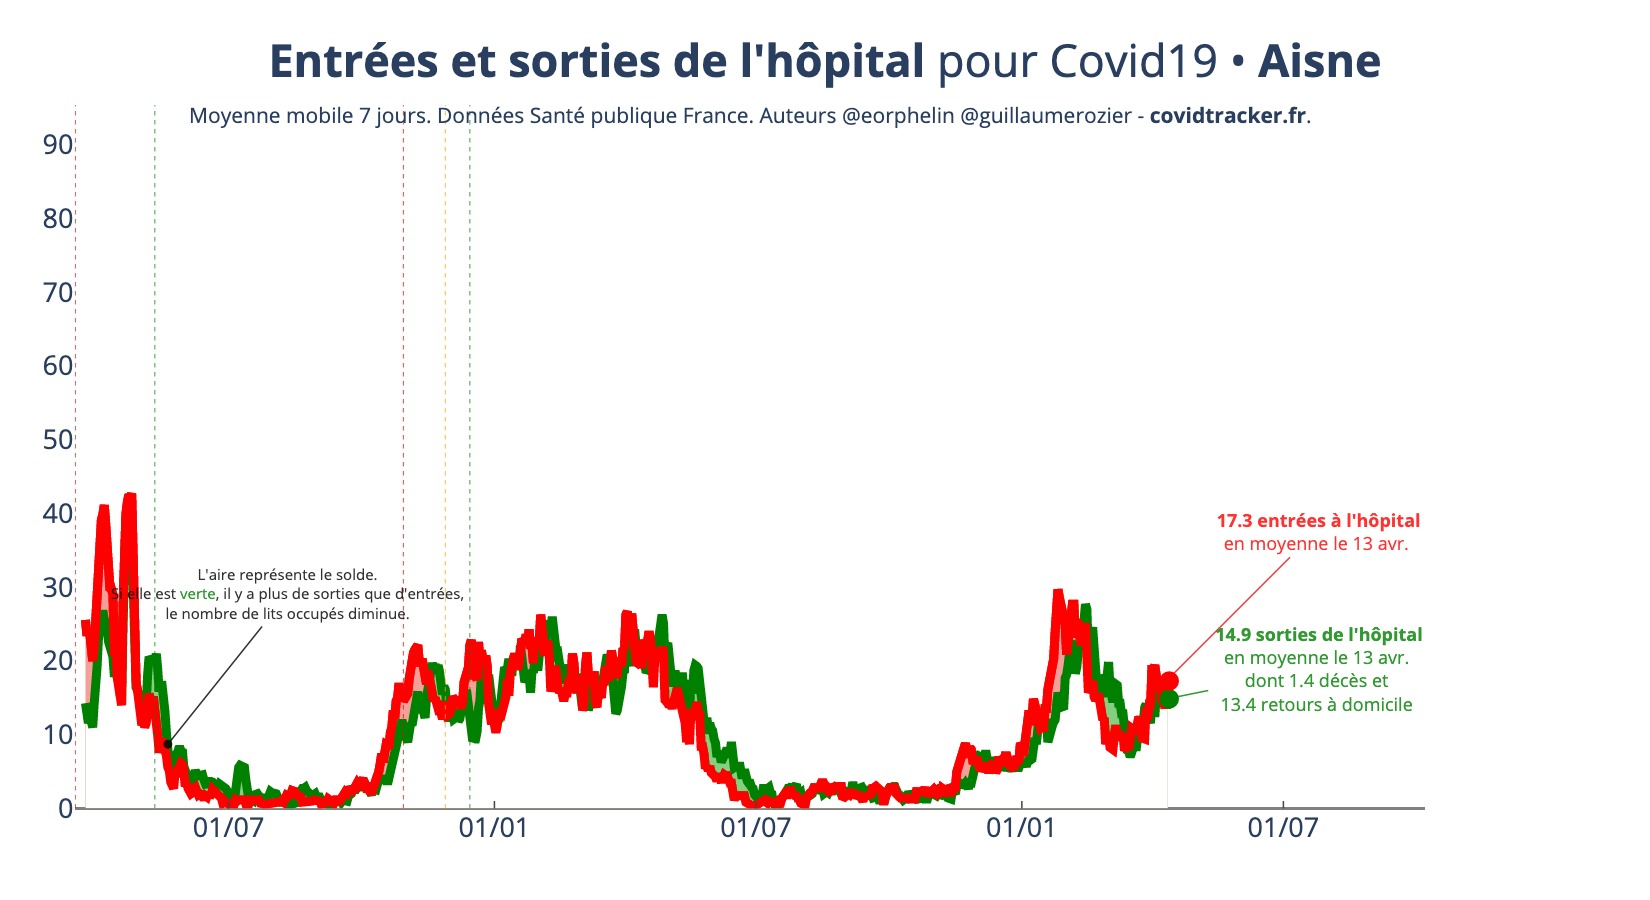 Entrées et sorties de l'hôpital pour Covid19 • Aisne
Moyenne mobile 7 jours. Données Santé publique France. Auteurs @eorphelin @guillaumerozier - covidtracker.fr.
90
80
70
60
50
40
30
20
10
0
L'aire représente le solde.
Si elle est verte, il y a plus de sorties que d'entrées,
le nombre de lits occupés diminue.
17.3 entrées à l'hôpital
en moyenne le 13 avr.
14.9 sorties de l'hôpital
en moyenne le 13 avr.
dont 1.4 décès et
13.4 retours à domicile
01/07
01/01
01/07
01/01
01/07